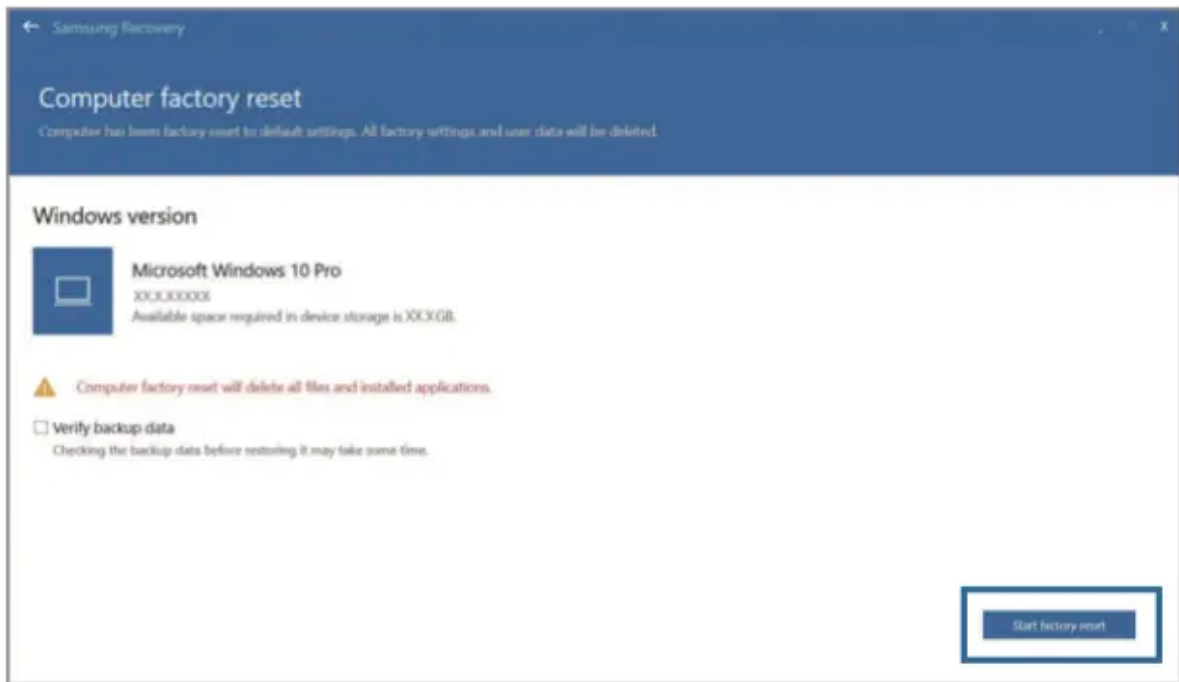 Samsung Recovery
Computer factory reset
Computer has been factory reset to default settings. All factory settings and user data will be deleted.
Windows version
Microsoft Windows 10 Pro
XX.X.XXXXX
Available space required in device storage is XX.XGB.
Computer factory reset will delete all files and installed applications.
Verify backup data
Checking the backup data before restoring it may take some time.
Start factory reset